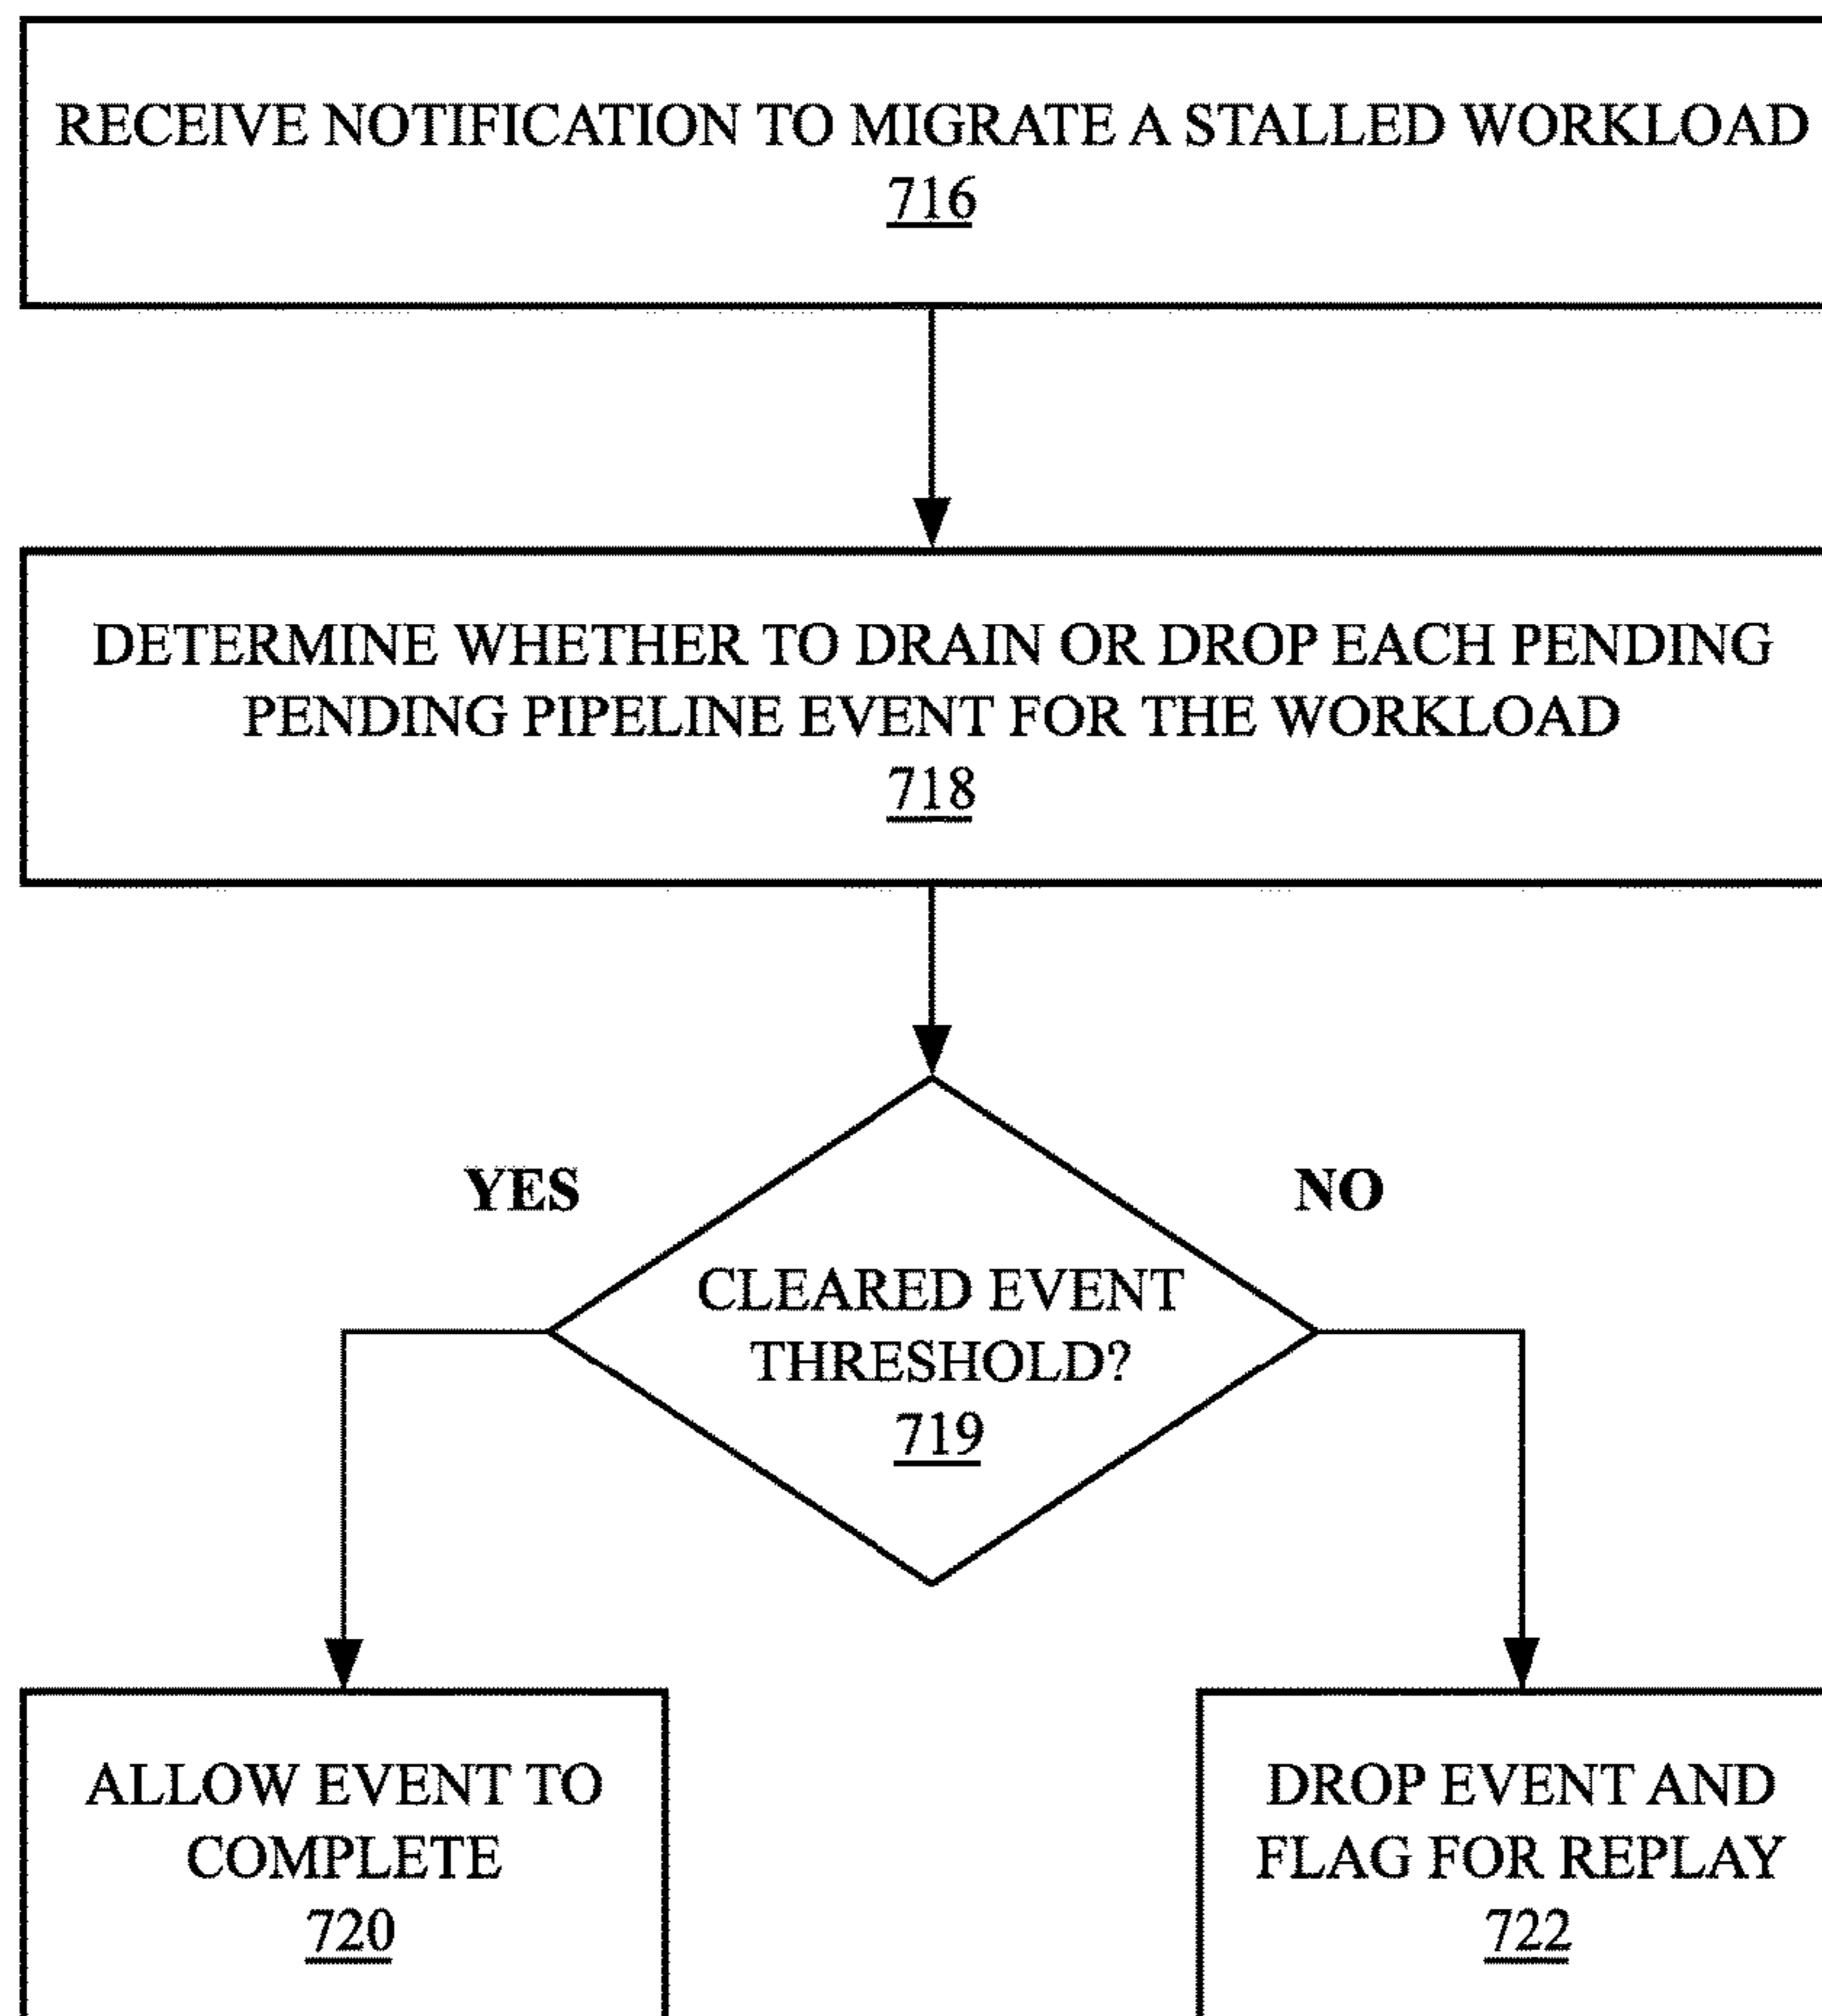 RECEIVE NOTIFICATION TO MIGRATE A STALLED WORKLOAD
716
DETERMINE WHETHER TO DRAIN OR DROP EACH PENDING
PENDING PIPELINE EVENT FOR THE WORKLOAD
718
YES
NO
CLEARED EVENT
THRESHOLD?
719
ALLOW EVENT TO
COMPLETE
720
DROP EVENT AND
FLAG FOR REPLAY
722